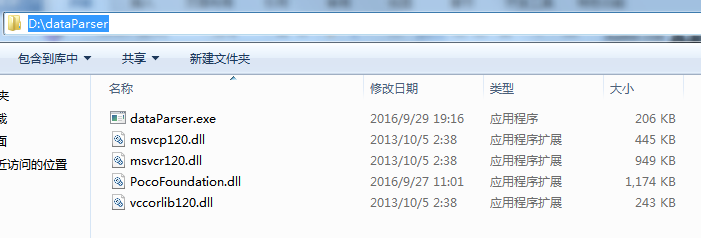 D:\dataParser
包含到库中 共享 新建文件夹
名称 修改日期 类型 大小
夹
载 dataParser.exe 2016/9/29 19:16 应用程序 206 KB
面 msvcp120.dll 2013/10/5 2:38 应用程序扩展 445 KB
近访问的位置 msvcr120.dll 2013/10/5 2:38 应用程序扩展 949 KB
PocoFoundation.dll 2016/9/27 11:01 应用程序扩展 1,174 KB
vccorlib120.dll 2013/10/5 2:38 应用程序扩展 243 KB